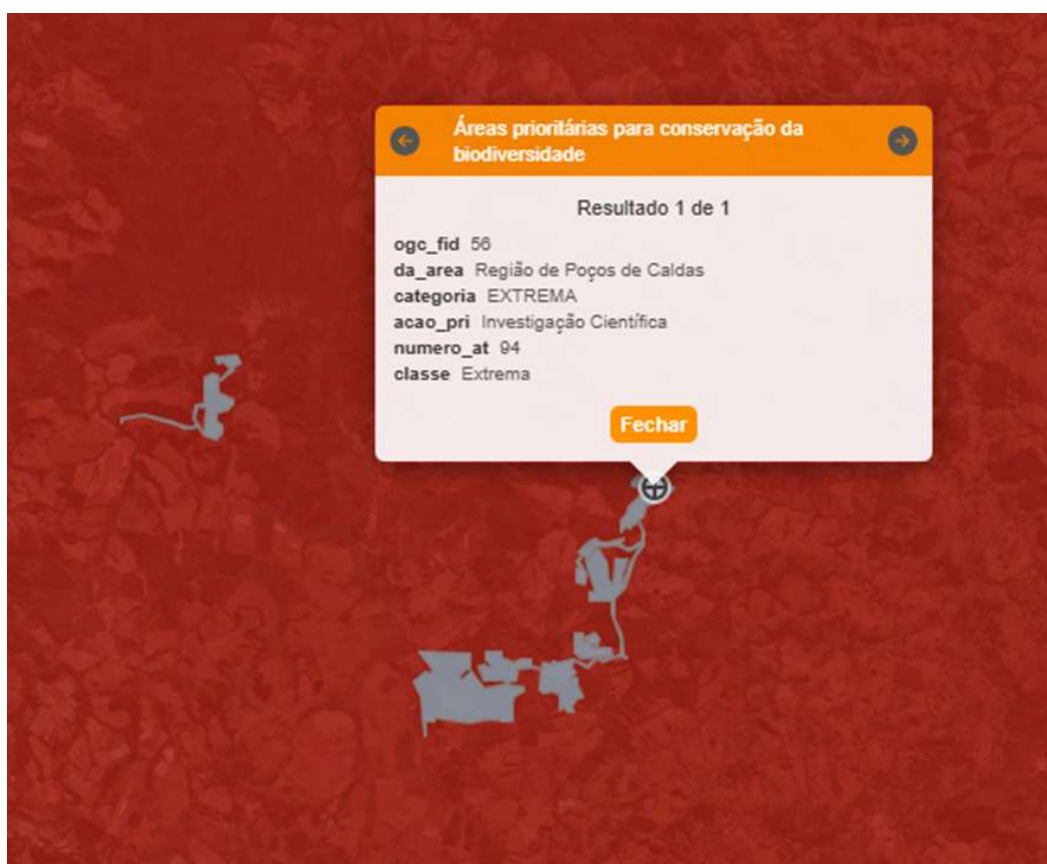 Áreas prioritárias para conservação da
biodiversidade
Resultado 1 de 1
ogc_fid 56
da_area Região de Poços de Caldas
categoria EXTREMA
acao_pri Investigação Científica
numero_at 94
classe Extrema
Fechar